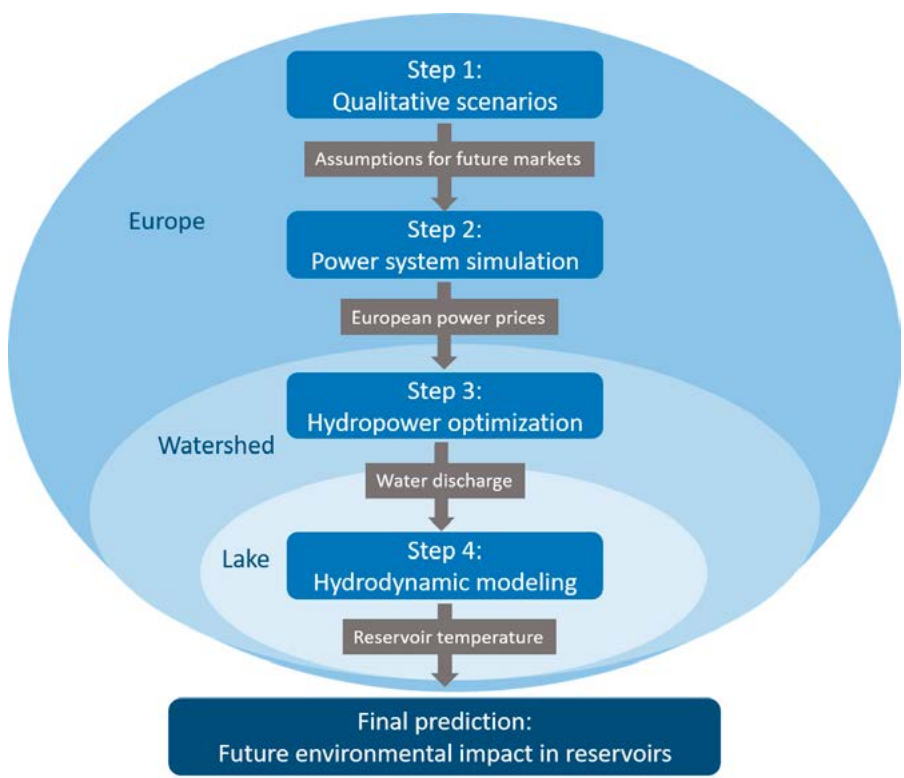 Step 1:
Qualitative scenarios
Assumptions for future markets
Europe
Step 2:
Power system simulation
European power prices
Step 3:
Hydropower optimization
Watershed
Water discharge
Step 4:
Lake
Hydrodynamic modeling
Reservoir temperature
Final prediction:
Future environmental impact in reservoirs